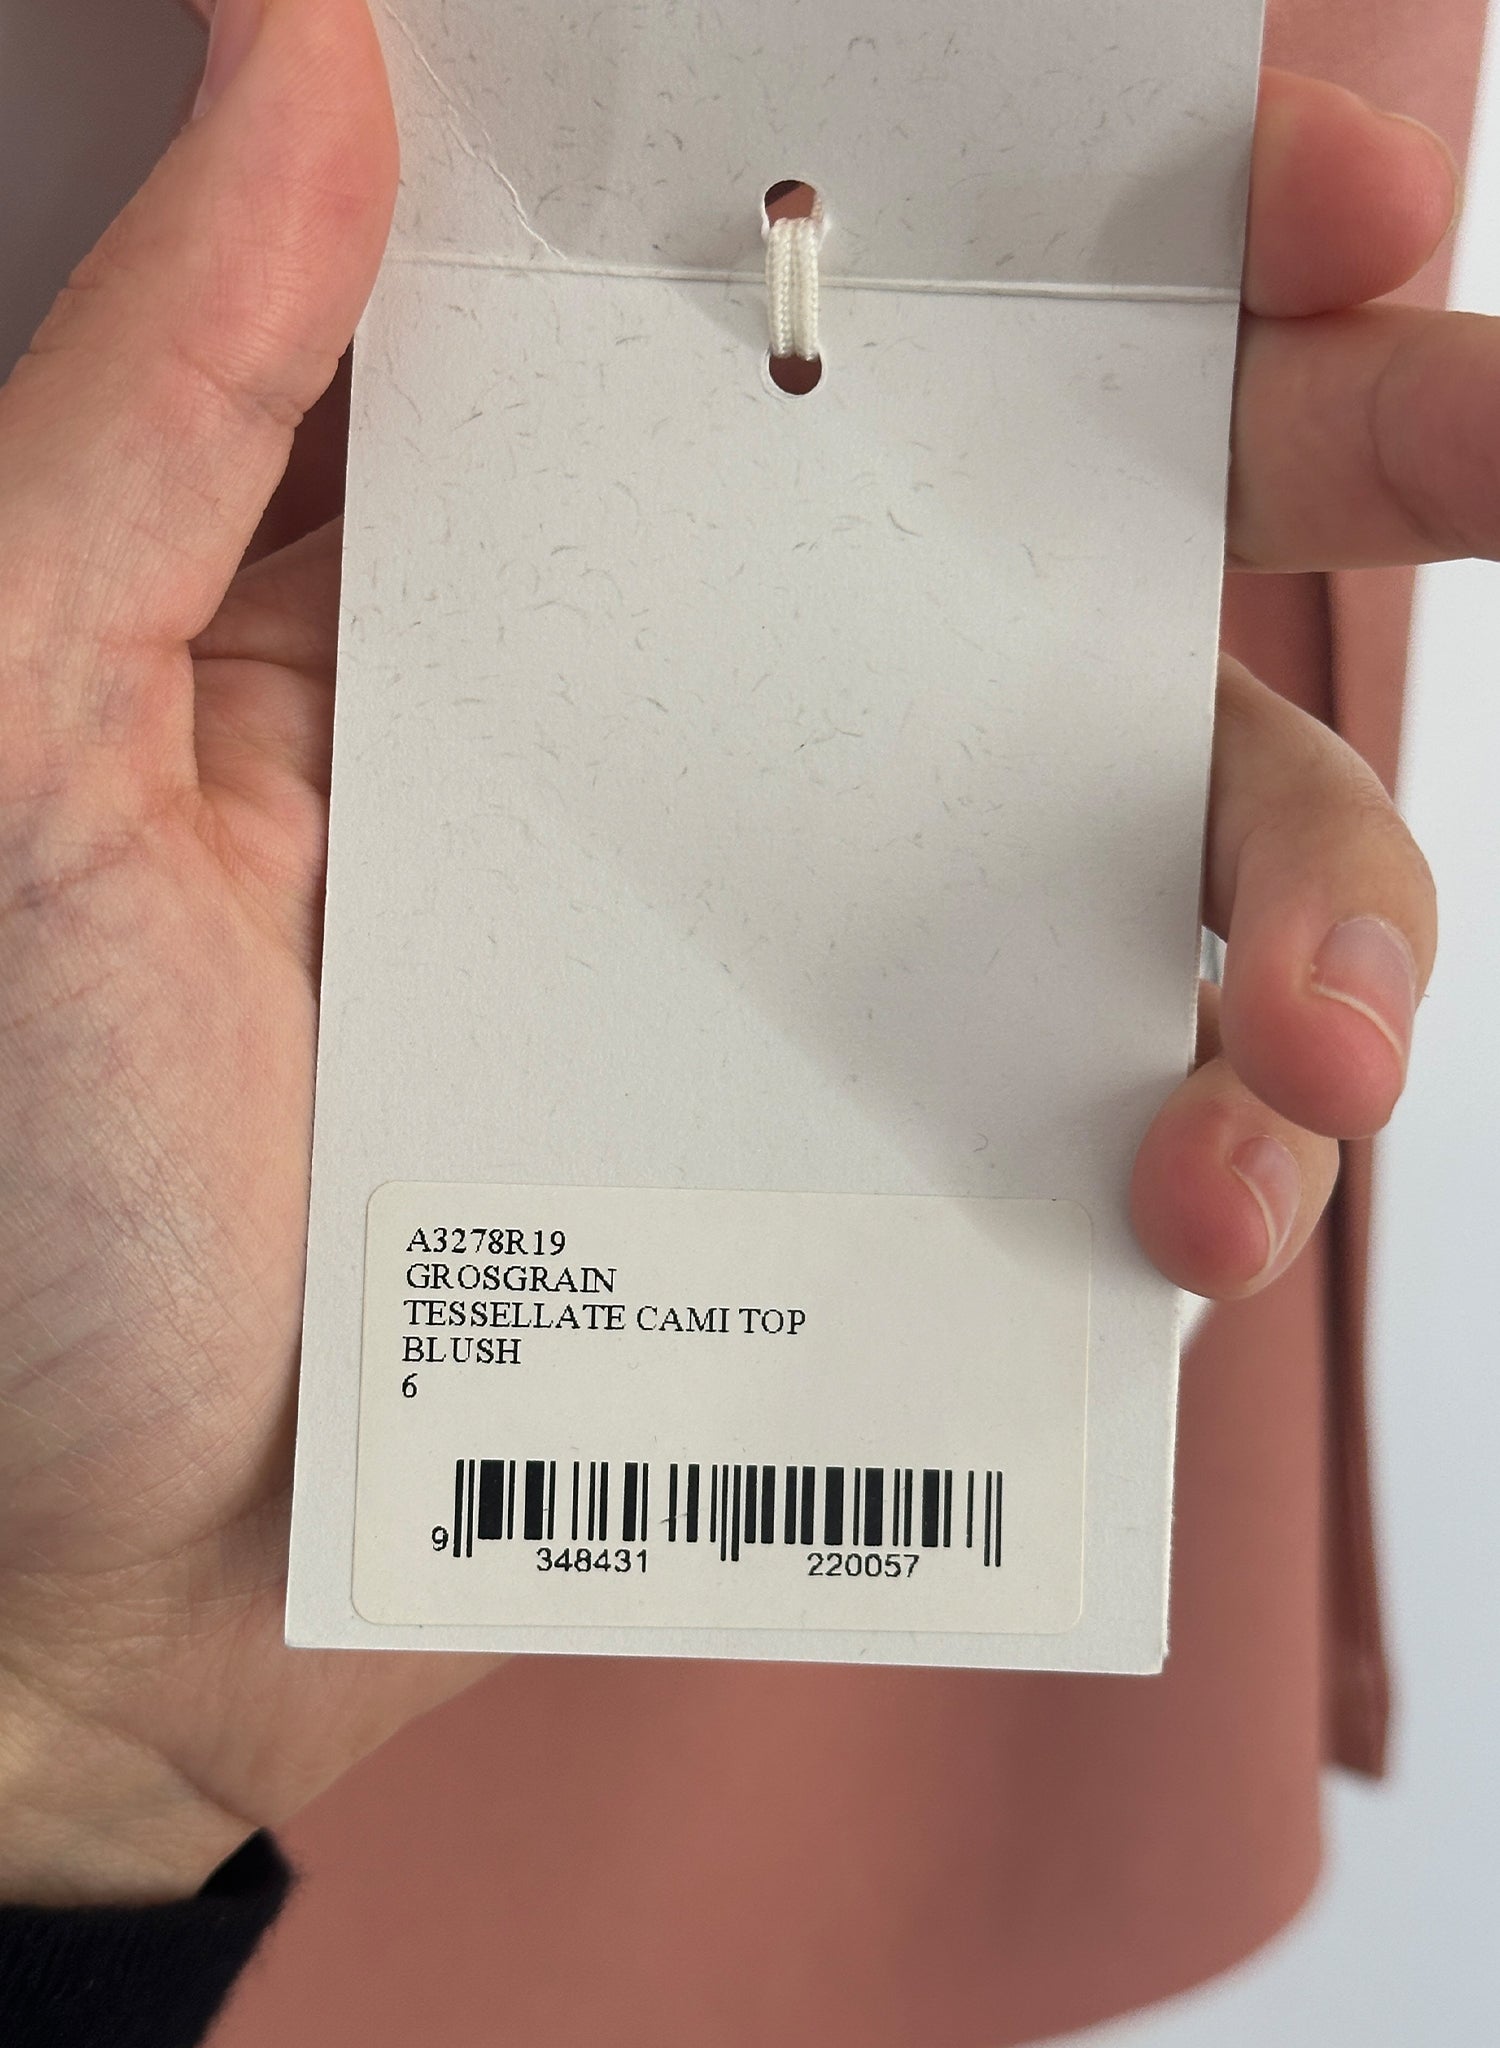 A3278R19
GROSGRAIN
TESSELLATE CAMI TOP
BLUSH
6
9 348431 220057